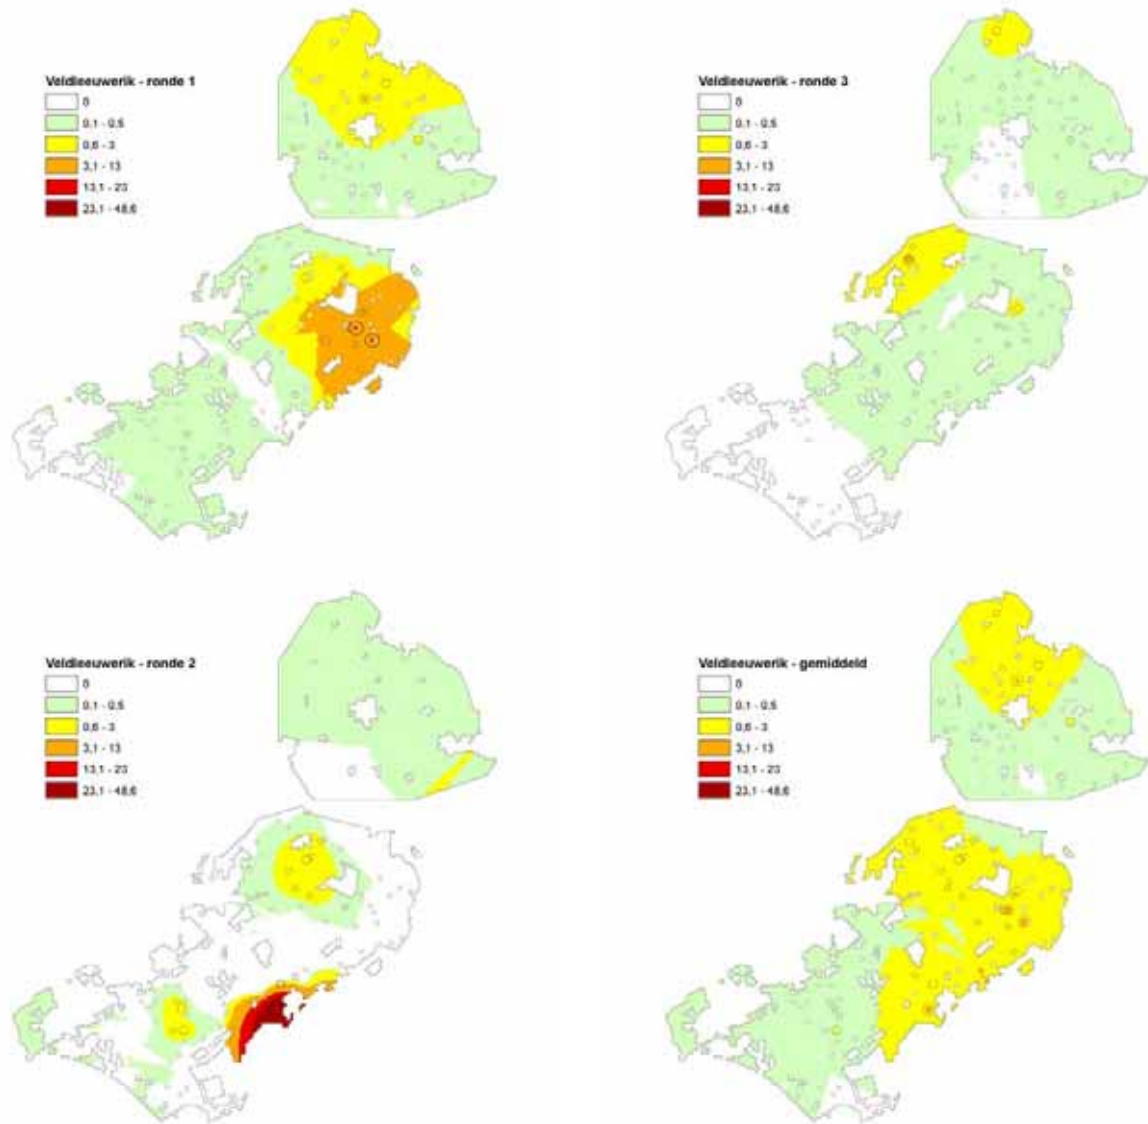 Veldleeuwerik - ronde 1
0
0,1 - 0,5
0,6 - 3
3,1 - 13
13,1 - 23
23,1 - 48,6
Veldleeuwerik - ronde 3
0
0,1 - 0,5
0,6 - 3
3,1 - 13
13,1 - 23
23,1 - 48,6
Veldleeuwerik - ronde 2
0
0,1 - 0,5
0,6 - 3
3,1 - 13
13,1 - 23
23,1 - 48,6
Veldleeuwerik - gemiddeld
0
0,1 - 0,5
0,6 - 3
3,1 - 13
13,1 - 23
23,1 - 48,6